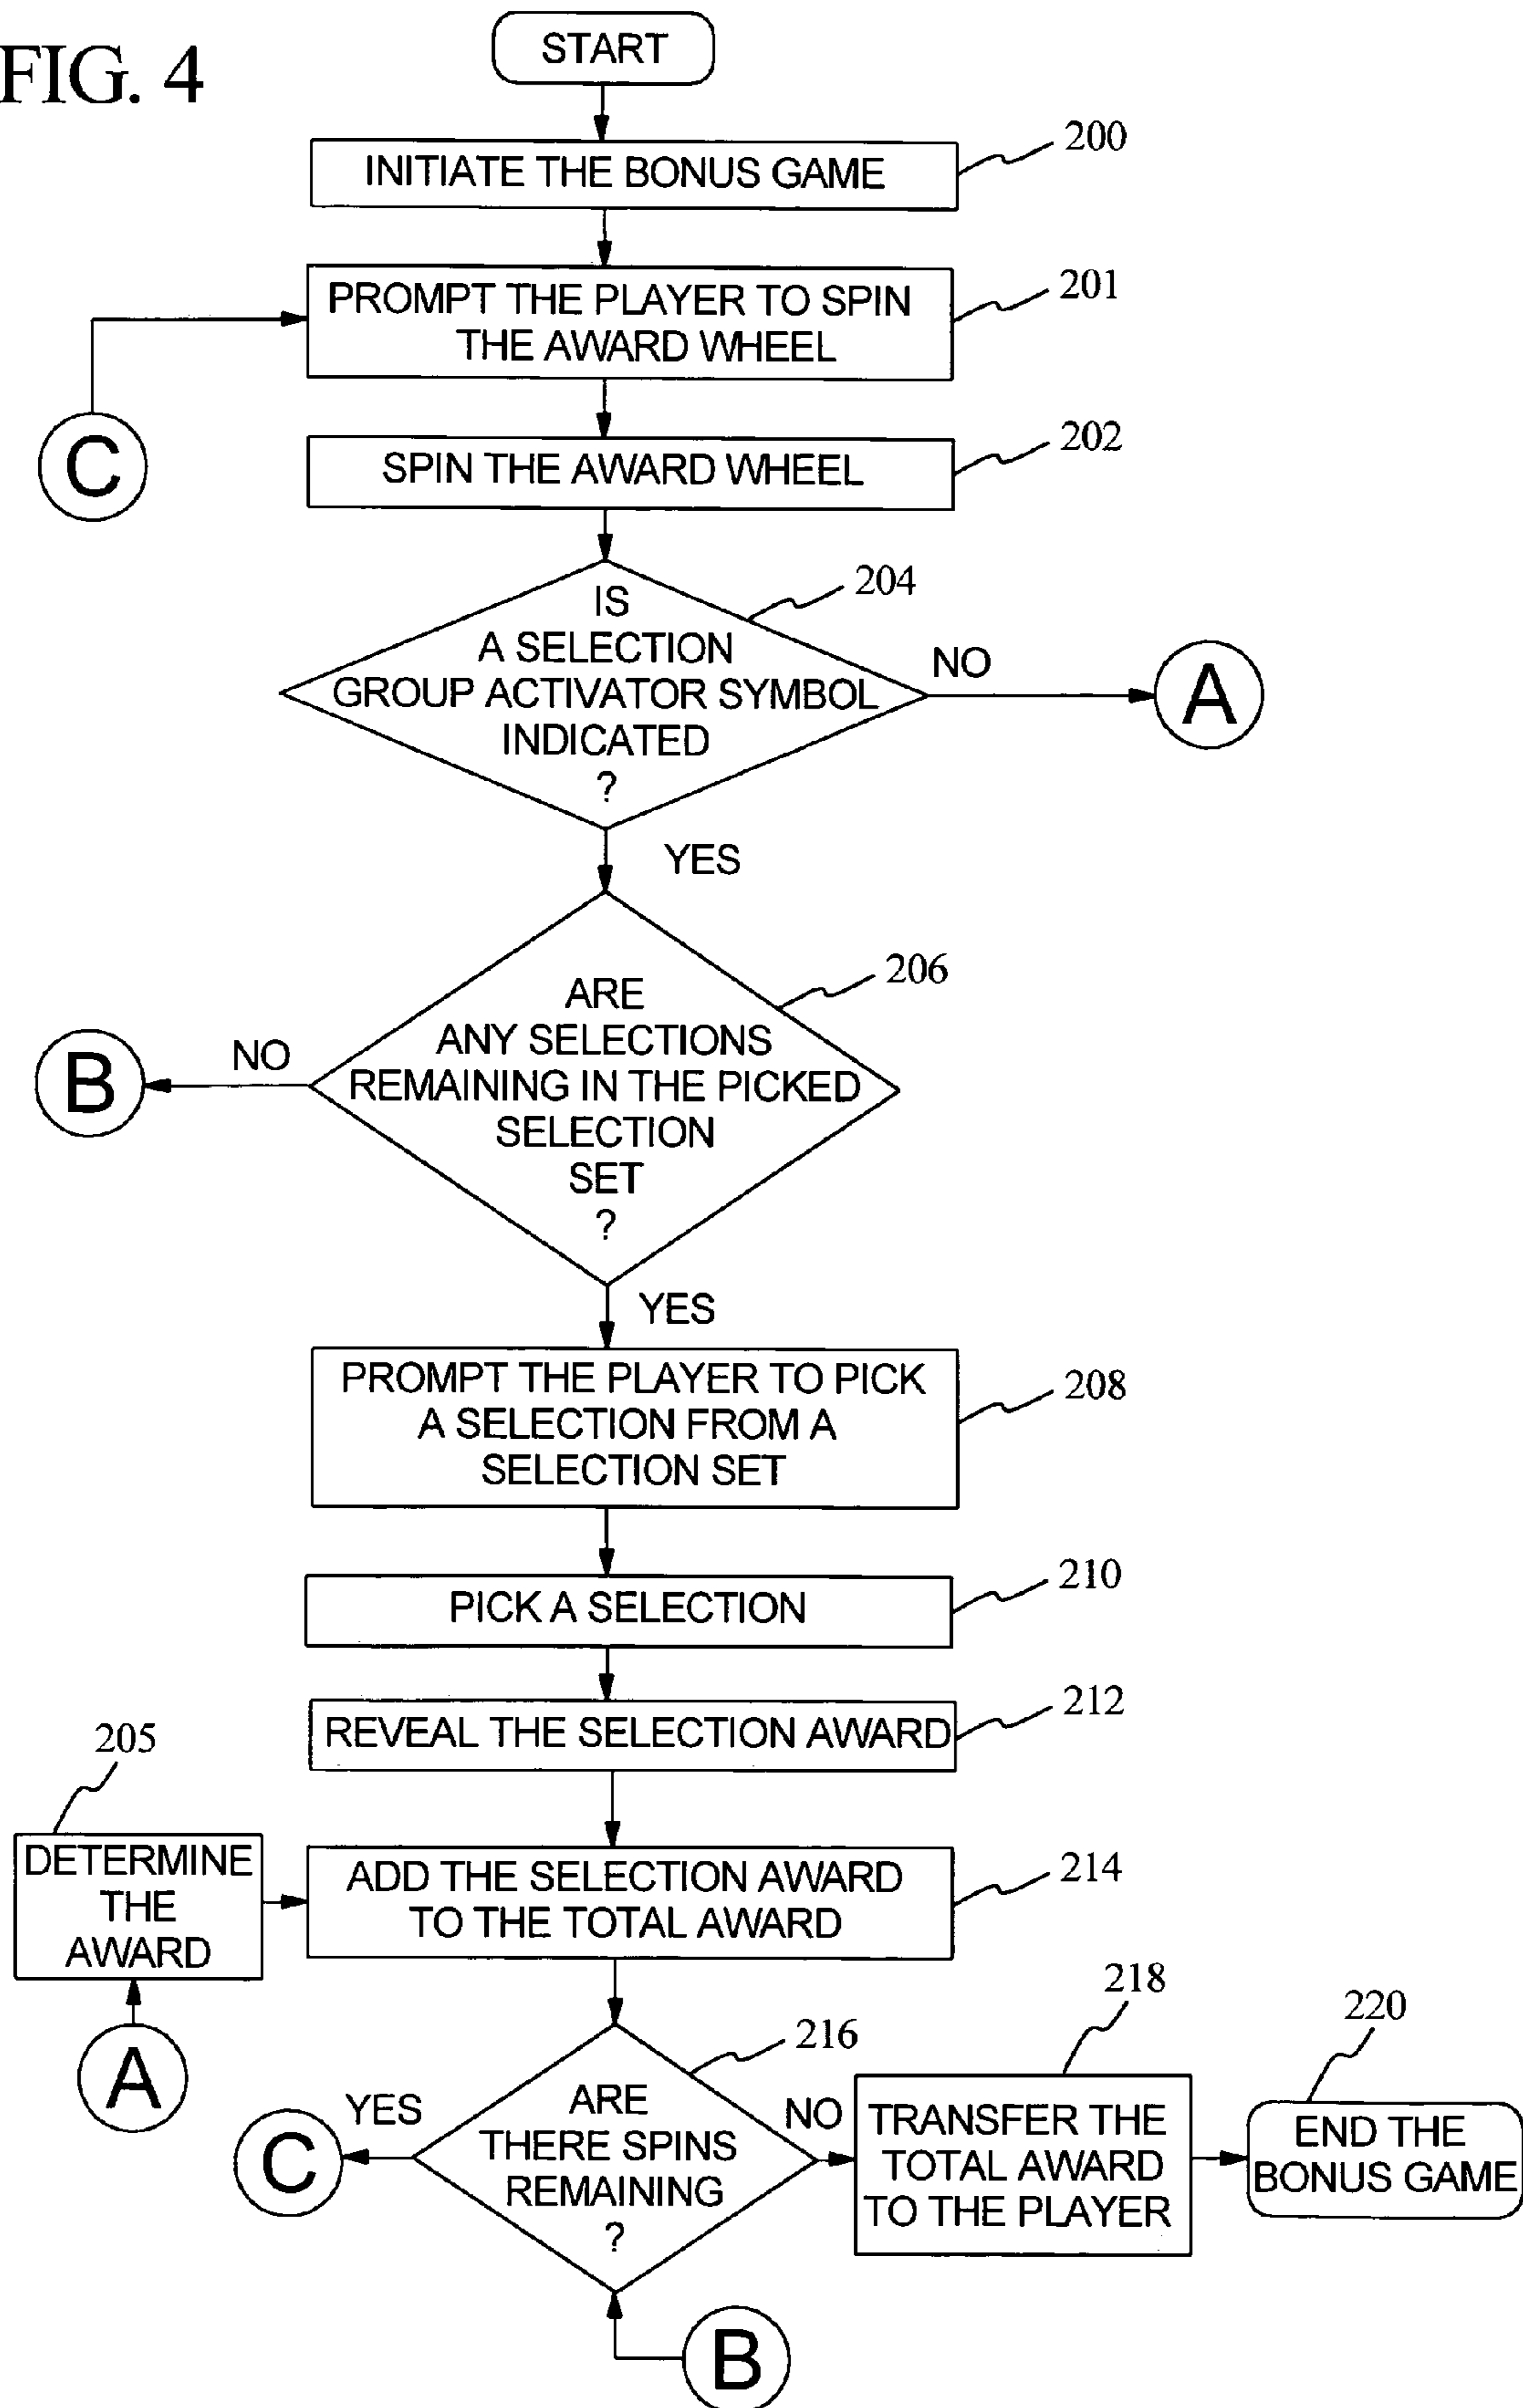 FIG. 4
START
INITIATE THE BONUS GAME
200
PROMPT THE PLAYER TO SPIN
THE AWARD WHEEL
201
C
SPIN THE AWARD WHEEL
202
IS
A SELECTION
GROUP ACTIVATOR SYMBOL
INDICATED
?
204
NO
A
YES
ARE
ANY SELECTIONS
REMAINING IN THE PICKED
SELECTION
SET
?
206
NO
B
YES
PROMPT THE PLAYER TO PICK
A SELECTION FROM A
SELECTION SET
208
PICK A SELECTION
210
REVEAL THE SELECTION AWARD
212
205
DETERMINE
THE
AWARD
ADD THE SELECTION AWARD
TO THE TOTAL AWARD
214
A
ARE
THERE SPINS
REMAINING
?
216
YES
C
NO
TRANSFER THE
TOTAL AWARD
TO THE PLAYER
218
END THE
BONUS GAME
220
B